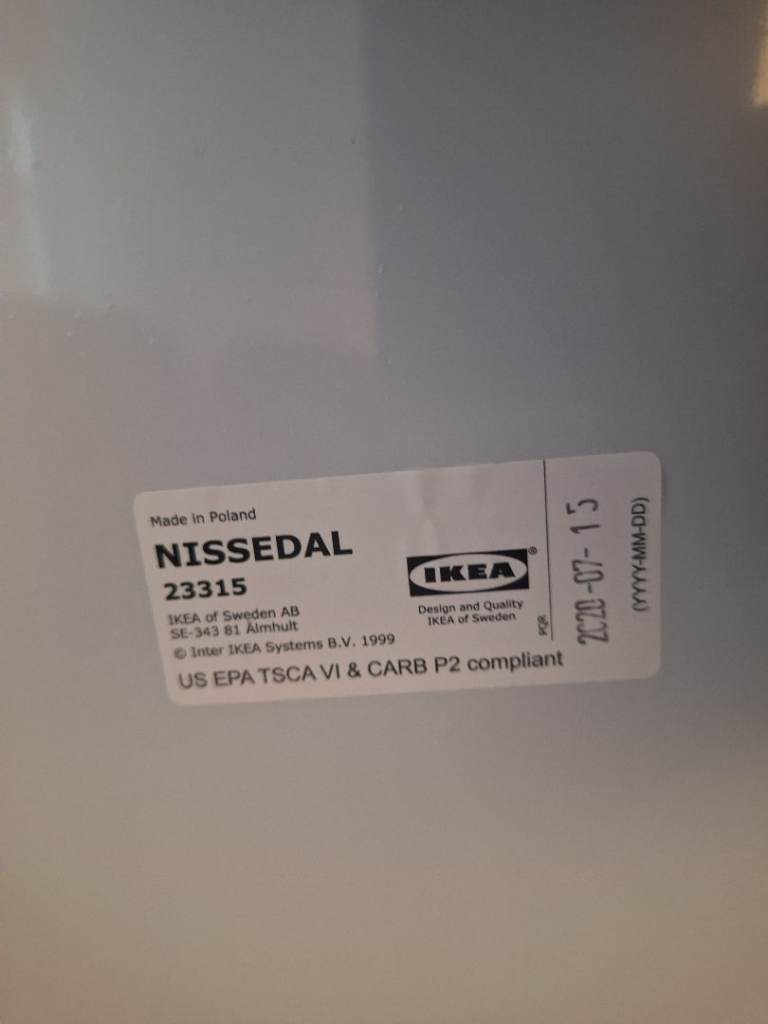 Made in Poland
NISSEDAL
23315
IKEA of Sweden AB
SE-343 81 Älmhult
© Inter IKEA Systems B.V. 1999
US EPA TSCA VI & CARB P2 compliant
IKEA®
Design and Quality
IKEA of Sweden
PQR
2020-07-15
(YYYY-MM-DD)